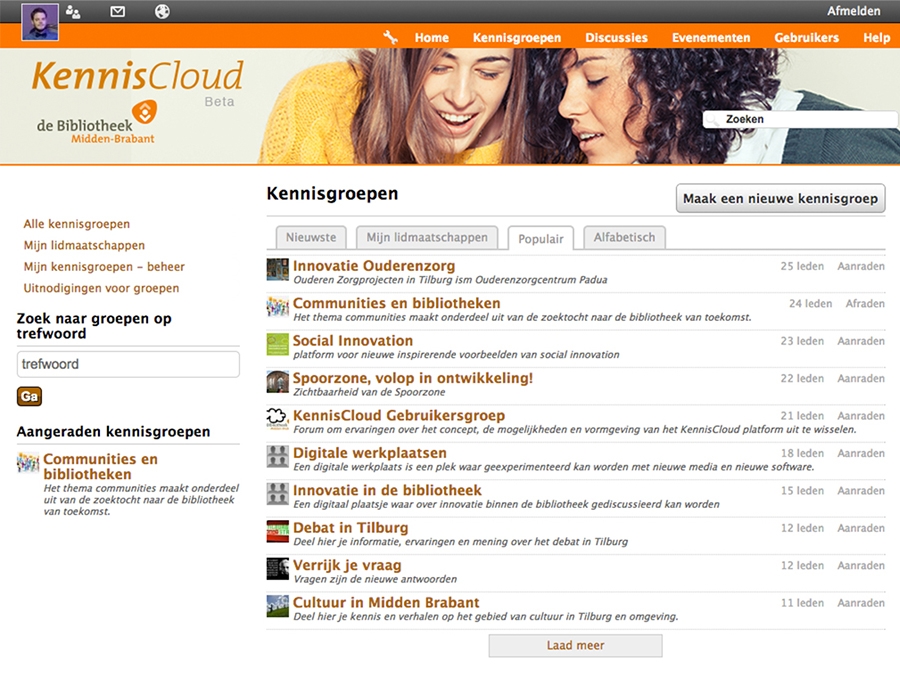 Afmelden
Home Kennisgroepen Discussies Evenementen Gebruikers Help
KennisCloud
Beta
de Bibliotheek
Midden-Brabant
Zoeken
Kennisgroepen
Maak een nieuwe kennisgroep
Nieuwste Mijn lidmaatschappen Populair Alfabetisch
Alle kennisgroepen
Mijn lidmaatschappen
Mijn kennisgroepen – beheer
Uitnodigingen voor groepen
Zoek naar groepen op
trefwoord
trefwoord
Ga
Aangeraden kennisgroepen
Communities en
bibliotheken
Het thema communities maakt onderdeel
uit van de zoektocht naar de bibliotheek
van toekomst.
Innovatie Ouderenzorg 25 leden Aanraden
Ouderen Zorgprojecten in Tilburg ism Ouderenzorgcentrum Padua
Communities en bibliotheken 24 leden Afraden
Het thema communities maakt onderdeel uit van de zoektocht naar de bibliotheek van toekomst.
Social Innovation 23 leden Aanraden
platform voor nieuwe inspirerende voorbeelden van social innovation
Spoorzone, volop in ontwikkeling! 22 leden Aanraden
Zichtbaarheid van de Spoorzone
KennisCloud Gebruikersgroep 21 leden Aanraden
Forum om ervaringen over het concept, de mogelijkheden en vormgeving van het KennisCloud platform uit te wisselen.
Digitale werkplaatsen 18 leden Aanraden
Een digitale werkplaats is een plek waar geexperimenteerd kan worden met nieuwe media en nieuwe software.
Innovatie in de bibliotheek 15 leden Aanraden
Een digitaal plaatsje waar over innovatie binnen de bibliotheek gediscussieerd kan worden
Debat in Tilburg 12 leden Aanraden
Deel hier je informatie, ervaringen en mening over het debat in Tilburg
Verrijk je vraag 12 leden Aanraden
Vragen zijn de nieuwe antwoorden
Cultuur in Midden Brabant 11 leden Aanraden
Deel hier je kennis en verhalen op het gebied van cultuur in Tilburg en omgeving.
Laad meer